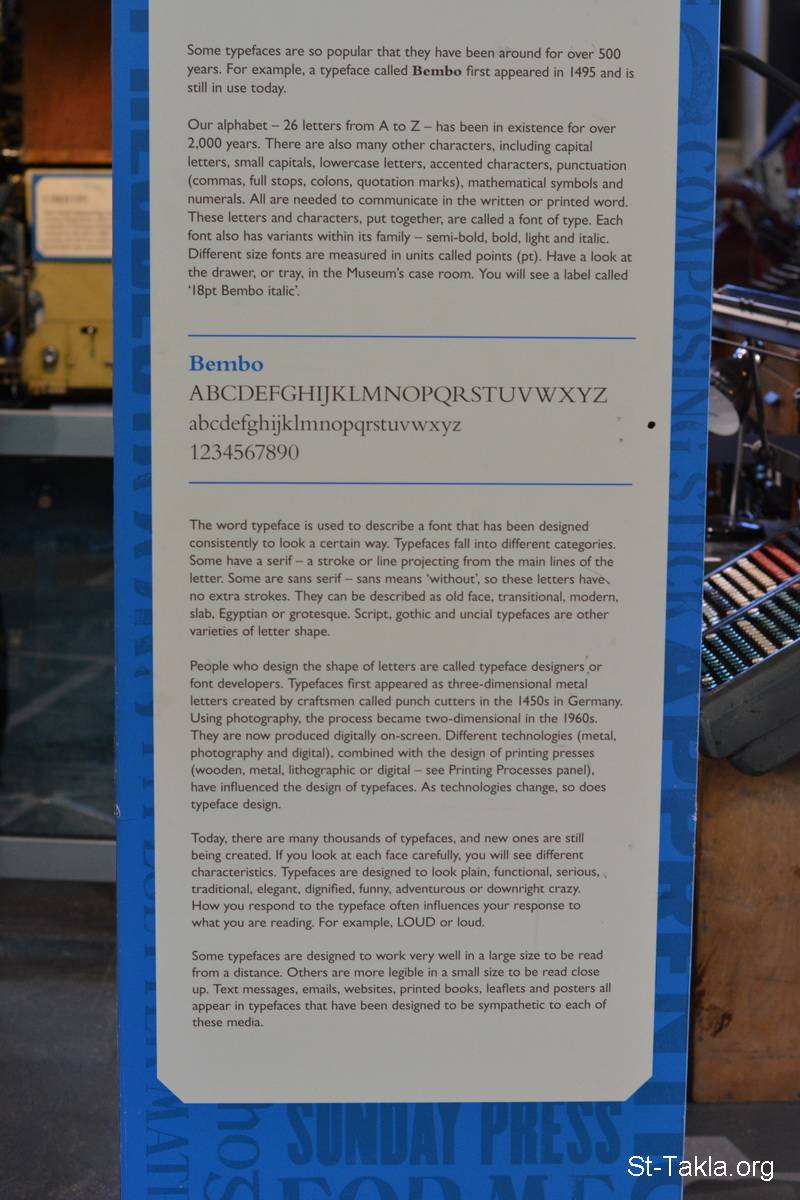 Some typefaces are so popular that they have been around for over 500
years. For example, a typeface called Bembo first appeared in 1495 and is
still in use today.
Our alphabet – 26 letters from A to Z – has been in existence for over
2,000 years. There are also many other characters, including capital
letters, small capitals, lowercase letters, accented characters, punctuation
(commas, full stops, colons, quotation marks), mathematical symbols and
numerals. All are needed to communicate in the written or printed word.
These letters and characters, put together, are called a font of type. Each
font also has variants within its family – semi-bold, bold, light and italic.
Different size fonts are measured in units called points (pt). Have a look at
the drawer, or tray, in the Museum's case room. You will see a label called
'18pt Bembo italic'.
Bembo
ABCDEFGHIJKLMNOPQRSTUVWXYZ
abcdefghijklmnopqrstuvwxyz
1234567890
The word typeface is used to describe a font that has been designed
consistently to look a certain way. Typefaces fall into different categories.
Some have a serif – a stroke or line projecting from the main lines of the
letter. Some are sans serif – sans means 'without', so these letters have
no extra strokes. They can be described as old face, transitional, modern,
slab, Egyptian or grotesque. Script, gothic and uncial typefaces are other
varieties of letter shape.
People who design the shape of letters are called typeface designers or
font developers. Typefaces first appeared as three-dimensional metal
letters created by craftsmen called punch cutters in the 1450s in Germany.
Using photography, the process became two-dimensional in the 1960s.
They are now produced digitally on-screen. Different technologies (metal,
photography and digital), combined with the design of printing presses
(wooden, metal, lithographic or digital – see Printing Processes panel),
have influenced the design of typefaces. As technologies change, so does
typeface design.
Today, there are many thousands of typefaces, and new ones are still
being created. If you look at each face carefully, you will see different
characteristics. Typefaces are designed to look plain, functional, serious,
traditional, elegant, dignified, funny, adventurous or downright crazy.
How you respond to the typeface often influences your response to
what you are reading. For example, LOUD or loud.
Some typefaces are designed to work very well in a large size to be read
from a distance. Others are more legible in a small size to be read close
up. Text messages, emails, websites, printed books, leaflets and posters all
appear in typefaces that have been designed to be sympathetic to each of
these media.
COMPOSING STICK
SUNDAY PRESS
St-Takla.org